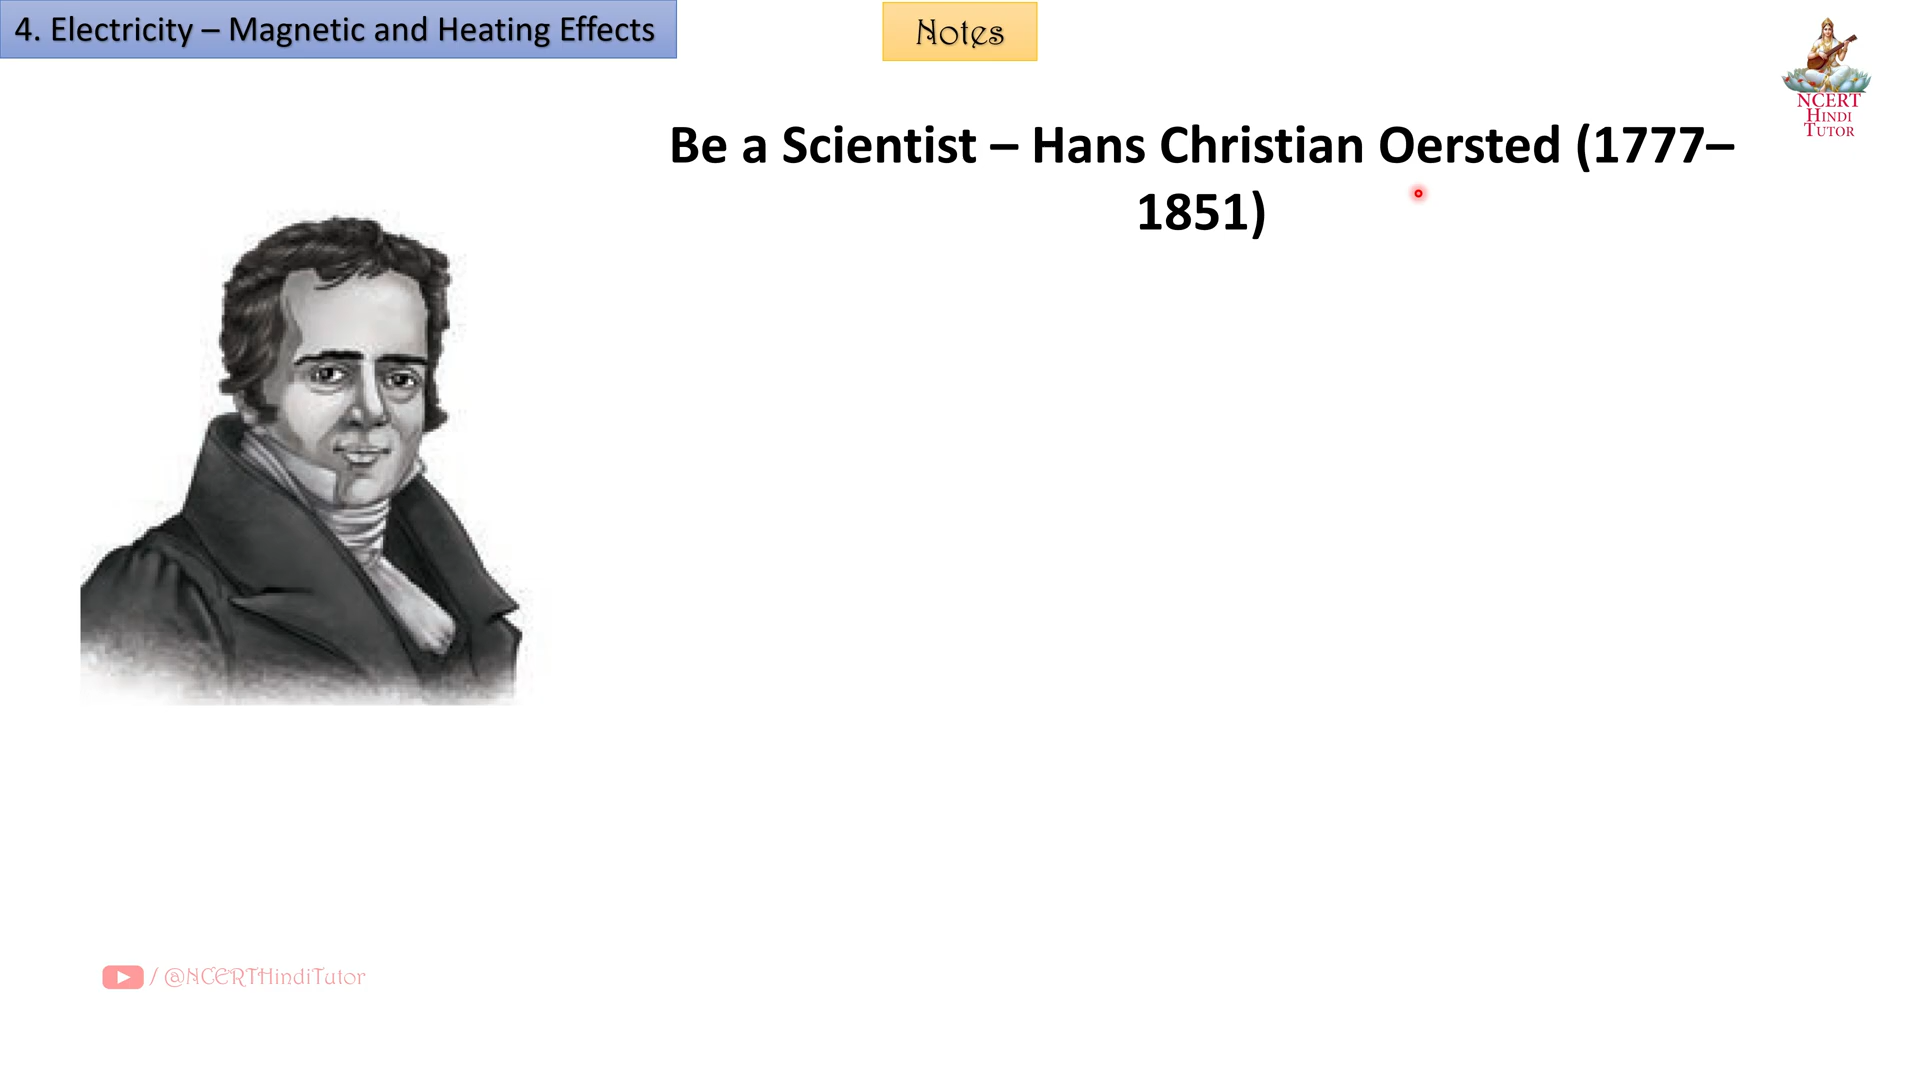 4. Electricity – Magnetic and Heating Effects
Notes
NCERT
HINDI
TUTOR
Be a Scientist – Hans Christian Oersted (1777–
1851)
/ @NCERTHindiTutor